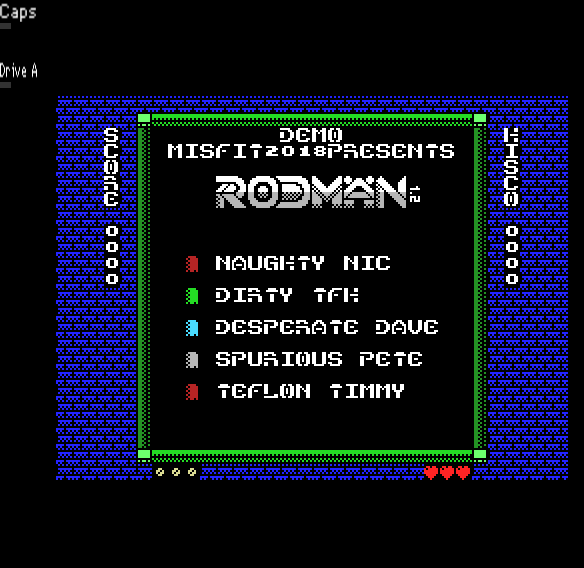 Caps
Drive A
DEMO
MISFIT2018PRESENTS
RODMAN
NAUGHTY NIC
DIRTY TFH
DESPERATE DAVE
SPURIOUS PETE
TEFLON TIMMY
SCORE
0000
HISCO
0000